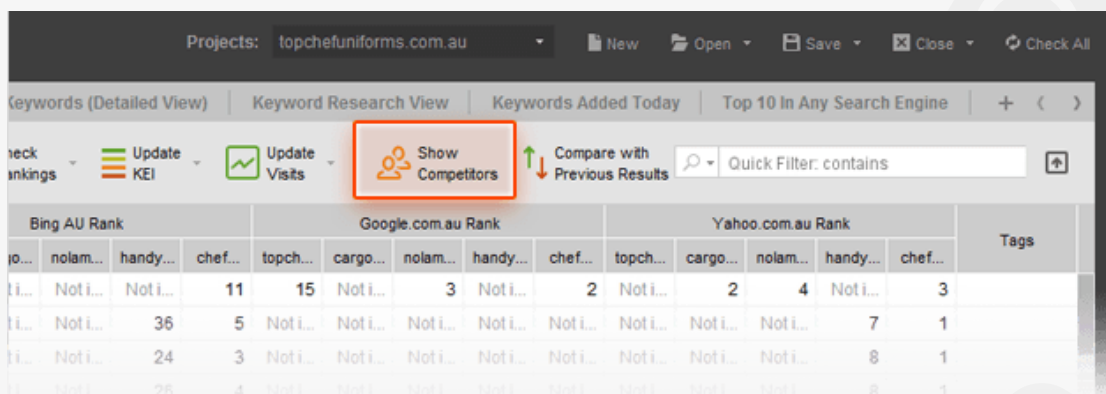 Projects: topchefuniforms.com.au New Open Save Close Check All
Keywords (Detailed View) Keyword Research View Keywords Added Today Top 10 In Any Search Engine + < >
Update KEI Update Visits Show Competitors Compare with Previous Results Quick Filter: contains
Bing AU Rank Google.com.au Rank Yahoo.com.au Rank Tags
nolam... handy... chef... topch... cargo... nolam... handy... chef... topch... cargo... nolam... handy... chef...
Not i... Not i... 11 15 Not i... 3 Not i... 2 Not i... 2 4 Not i... 3
Not i... 36 5 Not i... Not i... Not i... Not i... Not i... Not i... Not i... Not i... 7 1
Not i... 24 3 Not i... Not i... Not i... Not i... Not i... Not i... Not i... Not i... 8 1